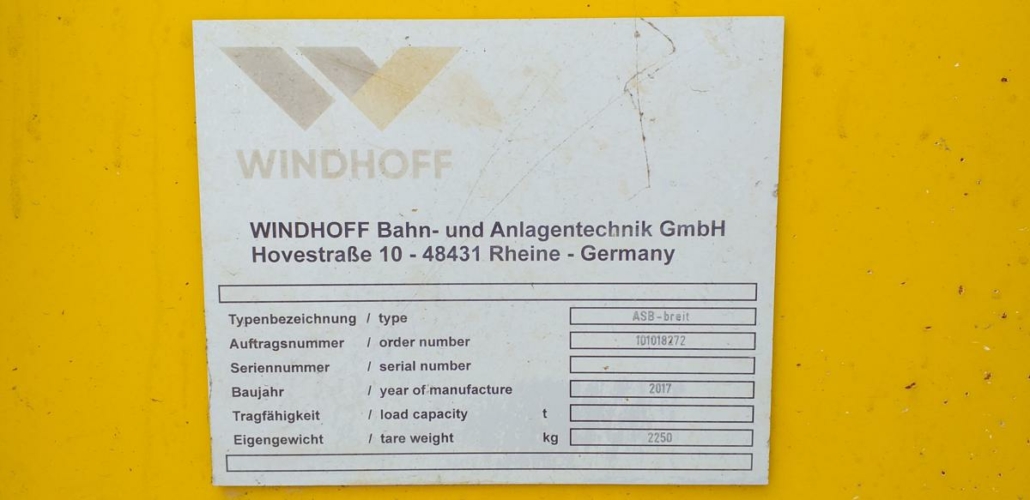 WINDHOFF
WINDHOFF Bahn- und Anlagentechnik GmbH
Hovestraße 10 - 48431 Rheine - Germany
Typenbezeichnung / type ASB-breit
Auftragsnummer / order number 101018272
Seriennummer / serial number
Baujahr / year of manufacture 2017
Tragfähigkeit / load capacity t
Eigengewicht / tare weight kg 2250